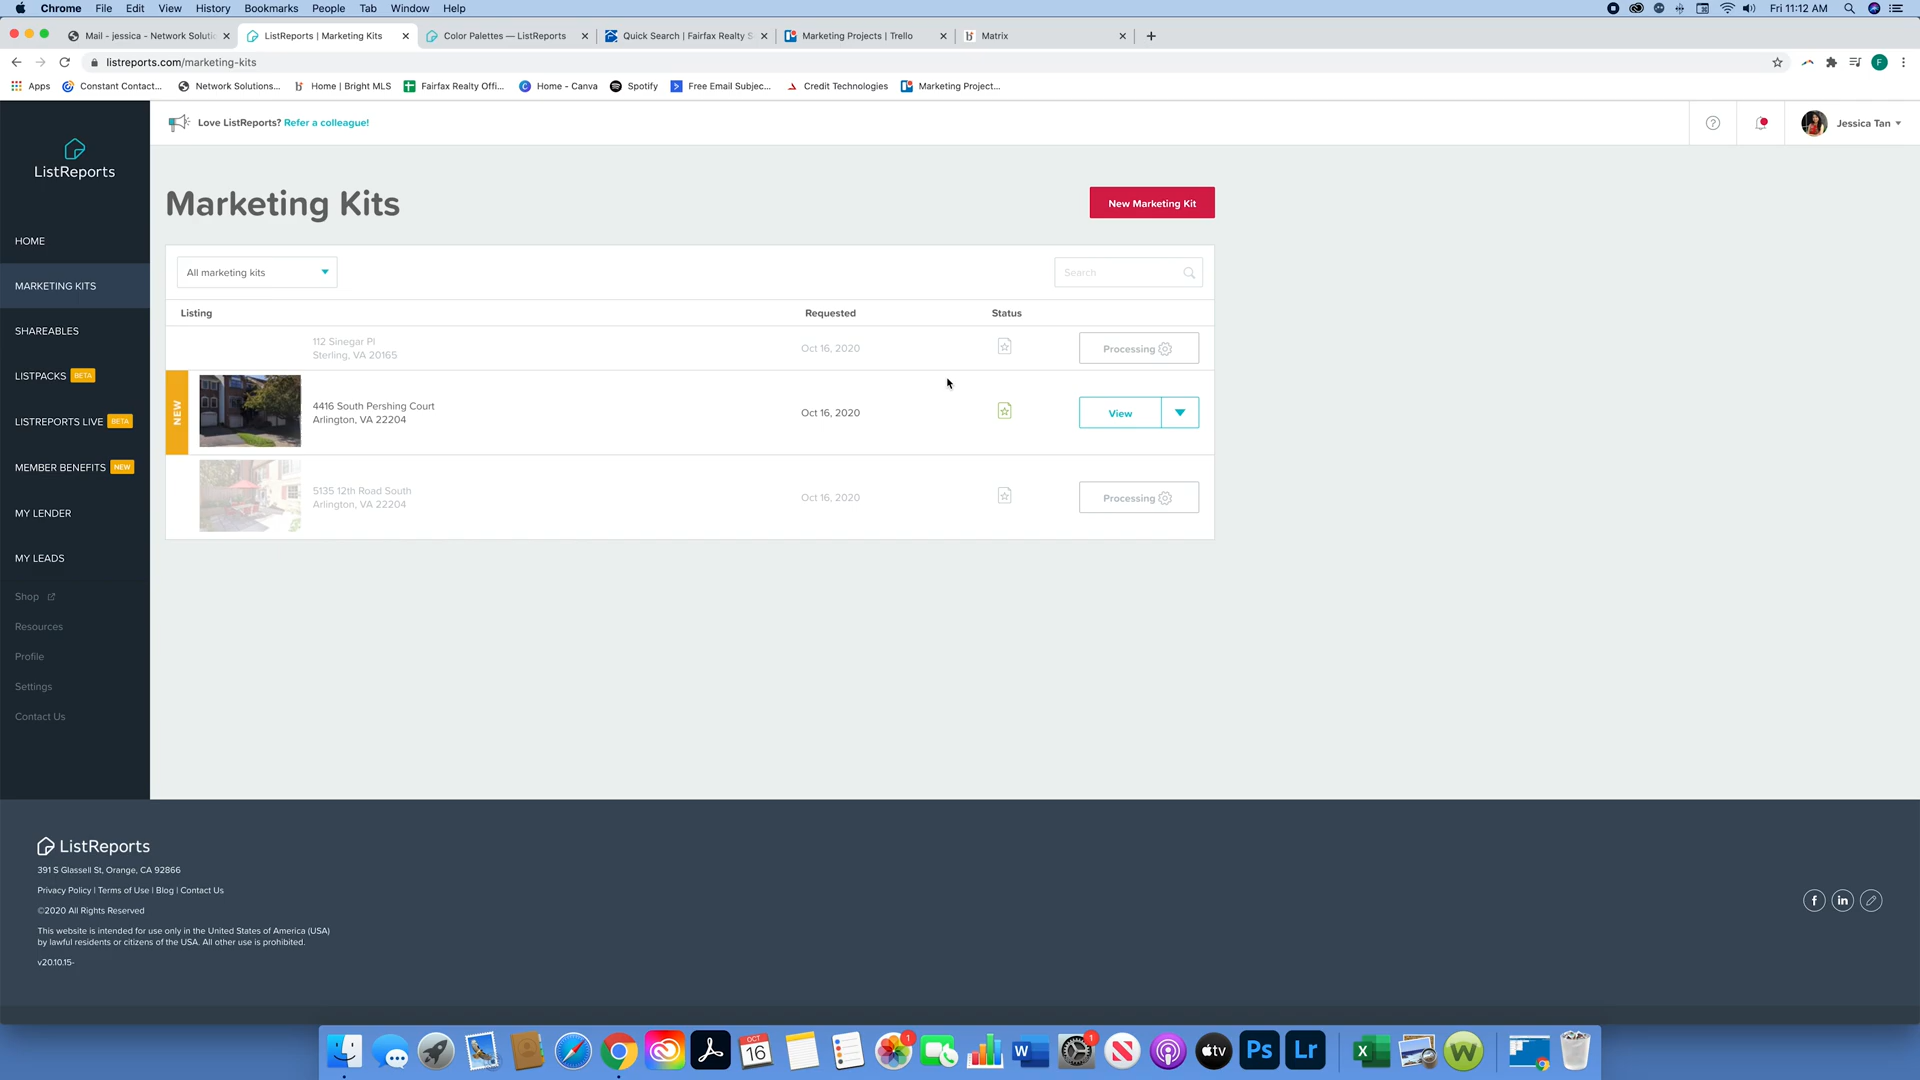 Chrome File Edit View History Bookmarks People Tab Window Help
Fri 11:12 AM
Mail - jessica - Network Soluti
ListReports | Marketing Kits
Color Palettes — ListReports
Quick Search | Fairfax Realty S
Marketing Projects | Trello
Matrix
listreports.com/marketing-kits
F
Apps
Constant Contact...
Network Solutions...
Home | Bright MLS
Fairfax Realty Offi...
Home - Canva
Spotify
Free Email Subjec...
Credit Technologies
Marketing Project...
Love ListReports? Refer a colleague!
?
Jessica Tan
ListReports
HOME
MARKETING KITS
SHAREABLES
LISTPACKS BETA
LISTREPORTS LIVE BETA
MEMBER BENEFITS NEW
MY LENDER
MY LEADS
Shop
Resources
Profile
Settings
Contact Us
Marketing Kits
New Marketing Kit
All marketing kits
Search
Listing Requested Status
112 Sinegar Pl
Sterling, VA 20165
Oct 16, 2020
Processing
NEW
4416 South Pershing Court
Arlington, VA 22204
Oct 16, 2020
View
5135 12th Road South
Arlington, VA 22204
Oct 16, 2020
Processing
ListReports
391 S Glassell St, Orange, CA 92866
Privacy Policy | Terms of Use | Blog | Contact Us
©2020 All Rights Reserved
This website is intended for use only in the United States of America (USA)
by lawful residents or citizens of the USA. All other use is prohibited.
v20.10.15-
f
in
OCT
16
1
W
1
tv
Ps
Lr
X
W